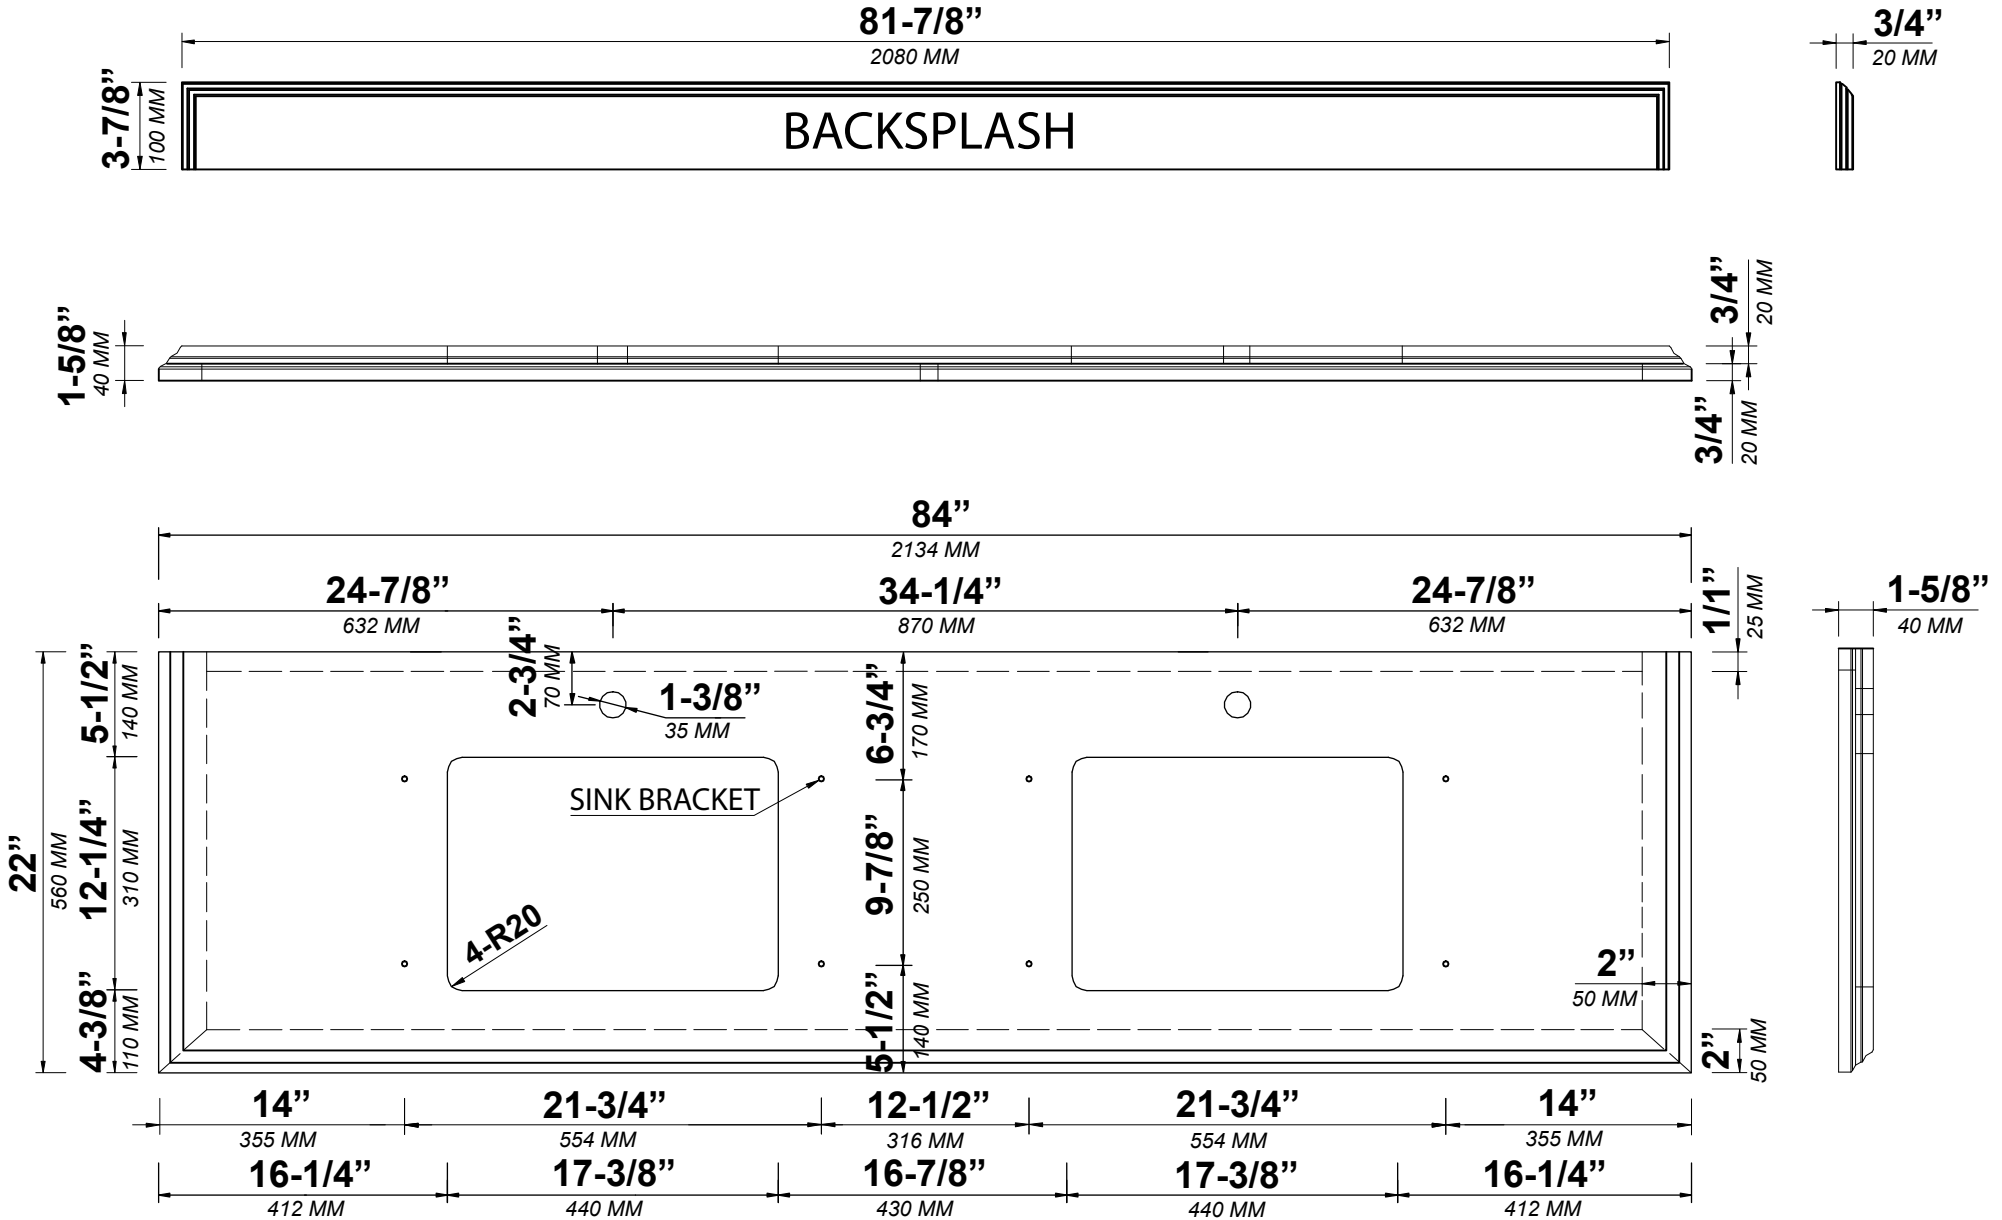 81-7/8”
2080 MM
3/4”
20 MM
3-7/8”
100 MM
BACKSPLASH
1-5/8”
40 MM
3/4”
20 MM
3/4”
20 MM
84”
2134 MM
24-7/8”
632 MM
34-1/4”
870 MM
24-7/8”
632 MM
1/1”
25 MM
1-5/8”
40 MM
5-1/2”
140 MM
2-3/4”
70 MM
1-3/8”
35 MM
6-3/4”
170 MM
SINK BRACKET
22”
560 MM
12-1/4”
310 MM
9-7/8”
250 MM
4-R20
4-3/8”
110 MM
5-1/2”
140 MM
2”
50 MM
2”
50 MM
14”
355 MM
21-3/4”
554 MM
12-1/2”
316 MM
21-3/4”
554 MM
14”
355 MM
16-1/4”
412 MM
17-3/8”
440 MM
16-7/8”
430 MM
17-3/8”
440 MM
16-1/4”
412 MM